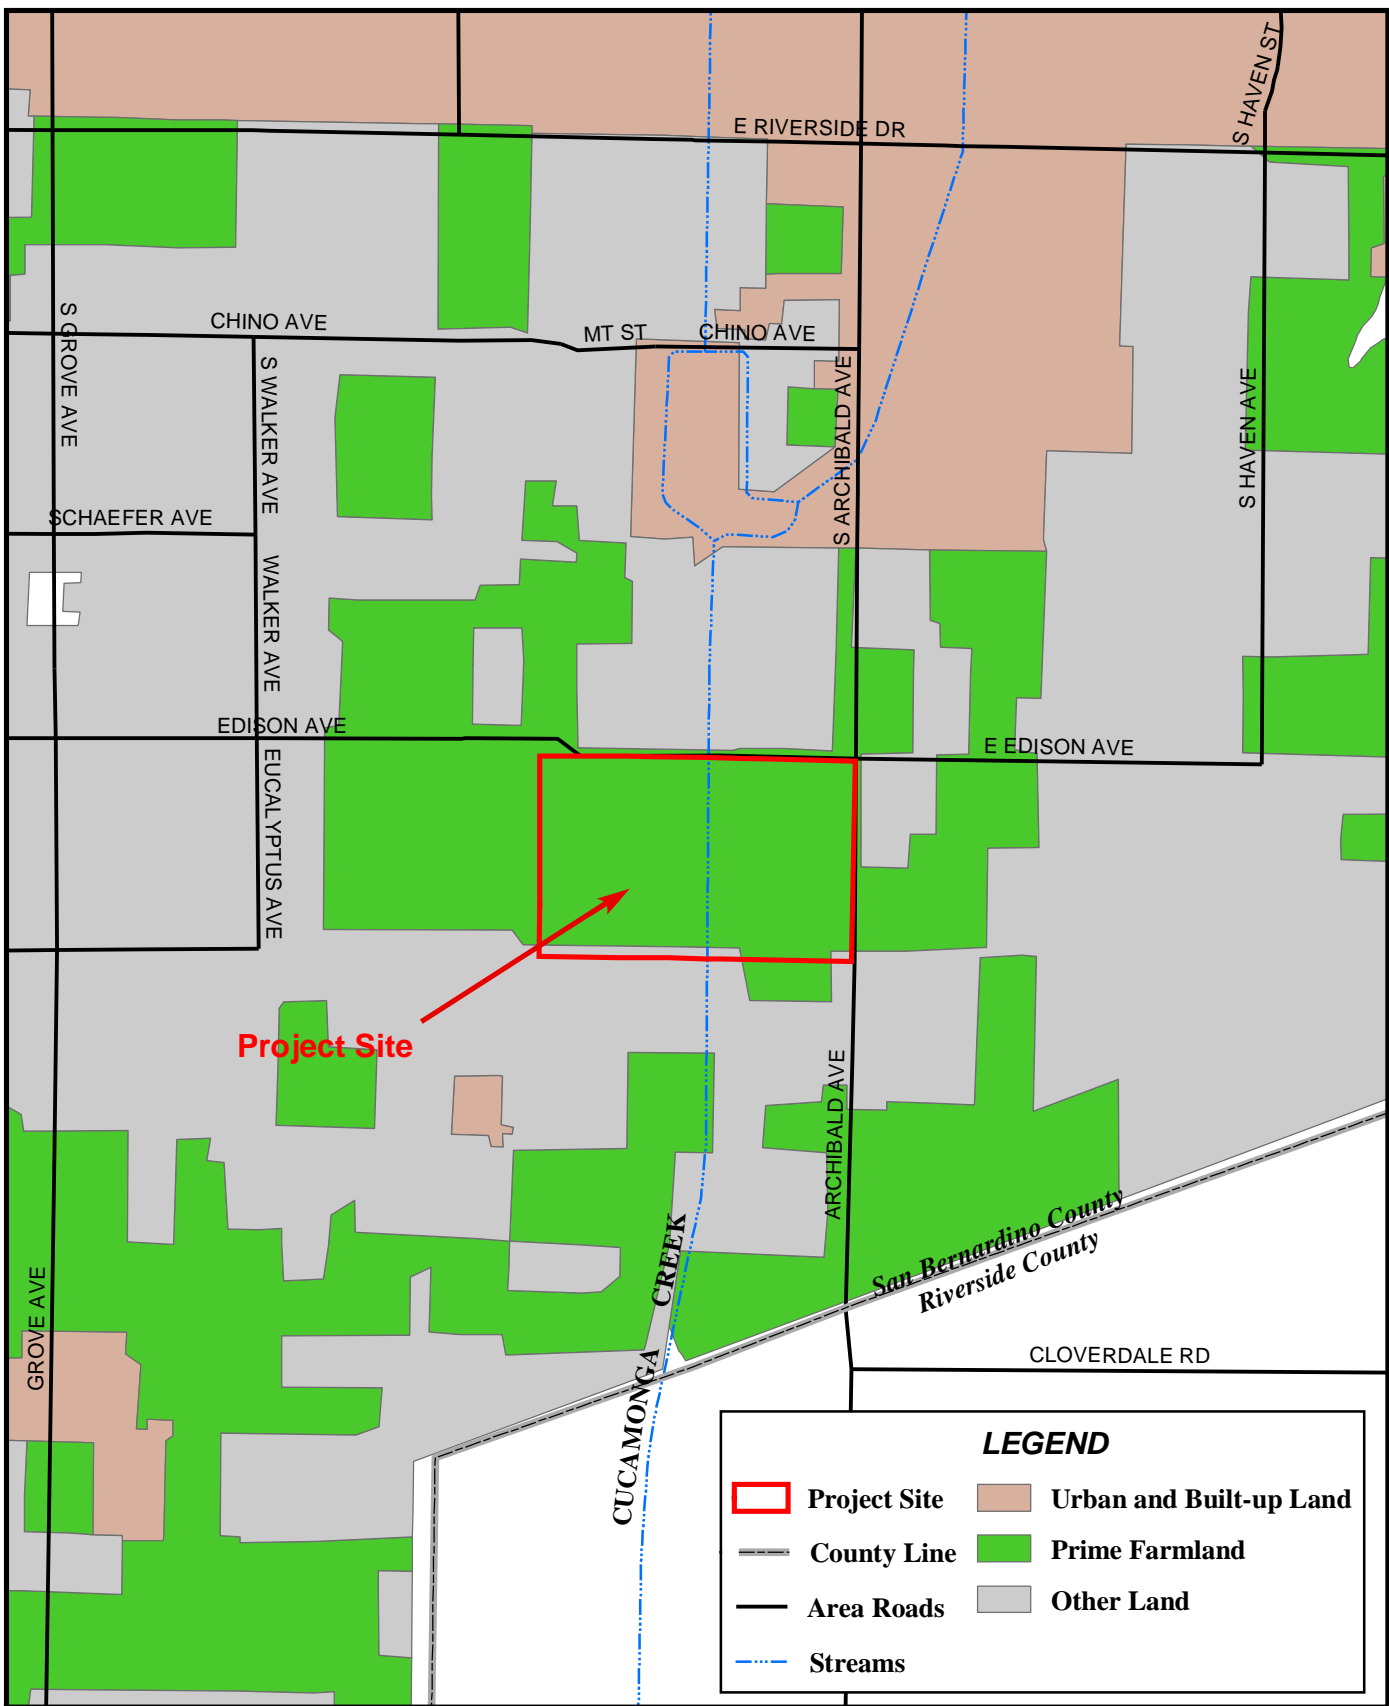 S HAVEN ST
E RIVERSIDE DR
S GROVE AVE
CHINO AVE
MT ST
CHINO AVE
S WALKER AVE
S ARCHIBALD AVE
S HAVEN AVE
SCHAEFER AVE
WALKER AVE
EDISON AVE
E EDISON AVE
EUCALYPTUS AVE
Project Site
ARCHIBALD AVE
San Bernardino County
Riverside County
CUCAMONGA CREEK
GROVE AVE
CLOVERDALE RD
LEGEND
Project Site
County Line
Area Roads
Streams
Urban and Built-up Land
Prime Farmland
Other Land